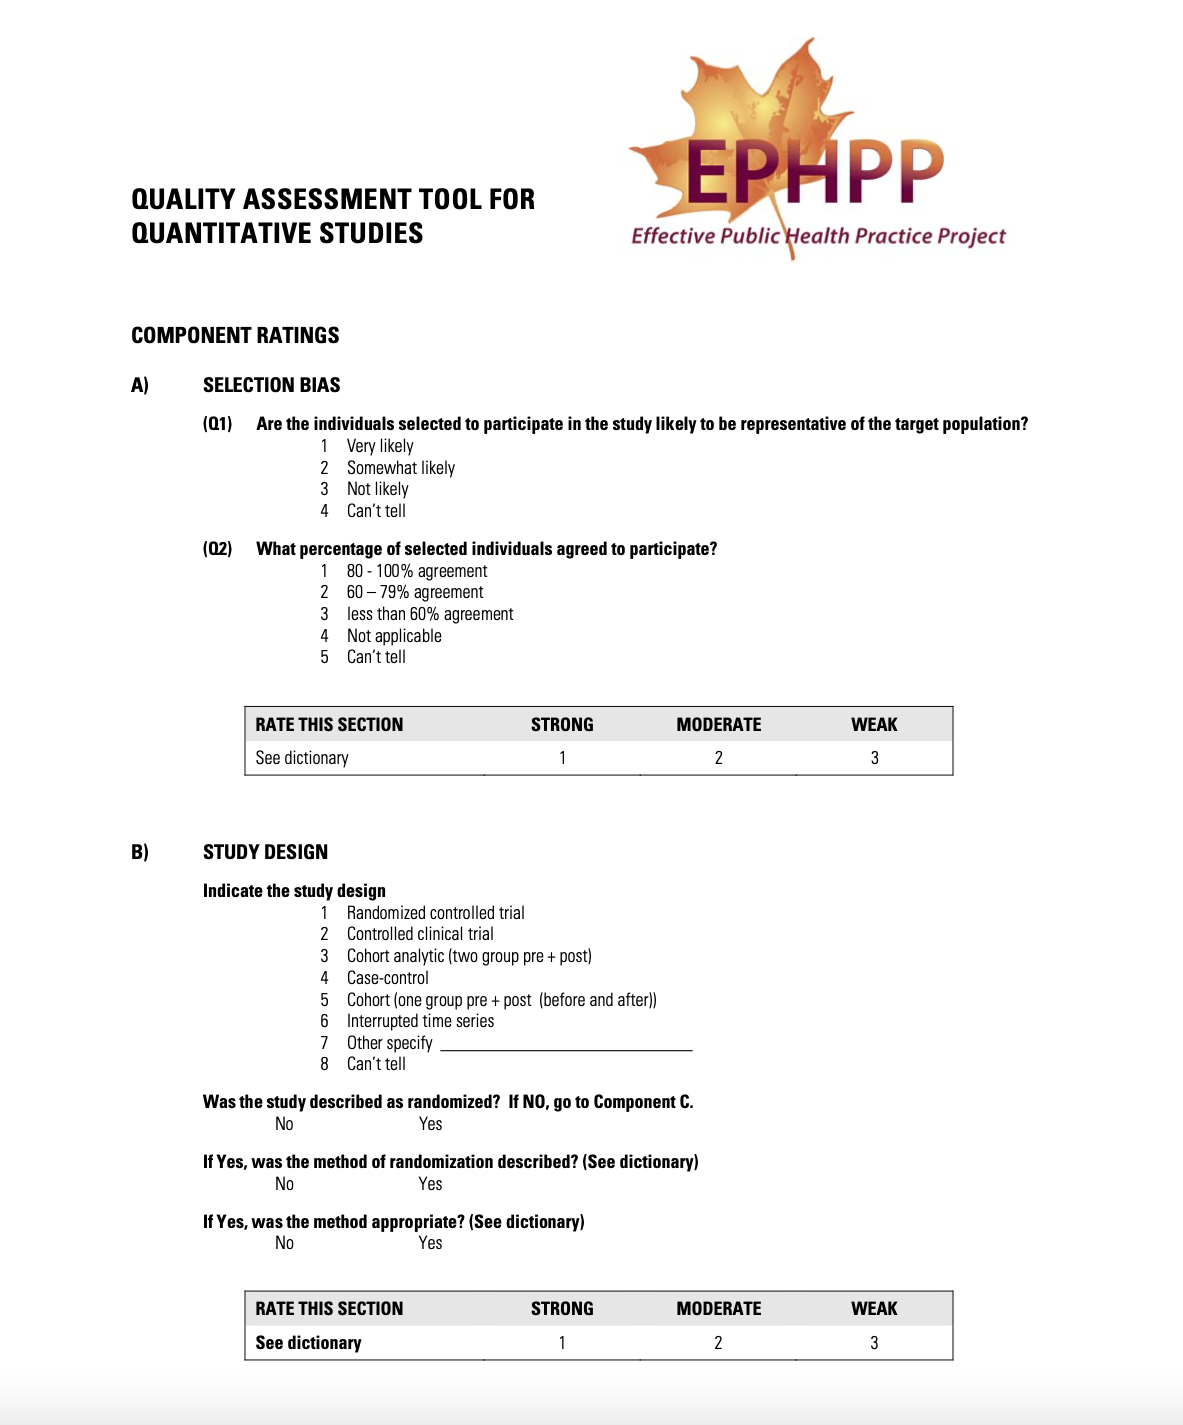 EPHPP
Effective Public Health Practice Project
QUALITY ASSESSMENT TOOL FOR
QUANTITATIVE STUDIES
COMPONENT RATINGS
A) SELECTION BIAS
(Q1) Are the individuals selected to participate in the study likely to be representative of the target population?
1 Very likely
2 Somewhat likely
3 Not likely
4 Can't tell
(Q2) What percentage of selected individuals agreed to participate?
1 80 - 100% agreement
2 60 – 79% agreement
3 less than 60% agreement
4 Not applicable
5 Can't tell
RATE THIS SECTION STRONG MODERATE WEAK
See dictionary 1 2 3
B) STUDY DESIGN
Indicate the study design
1 Randomized controlled trial
2 Controlled clinical trial
3 Cohort analytic (two group pre + post)
4 Case-control
5 Cohort (one group pre + post (before and after))
6 Interrupted time series
7 Other specify ____________________________
8 Can't tell
Was the study described as randomized? If NO, go to Component C.
No Yes
If Yes, was the method of randomization described? (See dictionary)
No Yes
If Yes, was the method appropriate? (See dictionary)
No Yes
RATE THIS SECTION STRONG MODERATE WEAK
See dictionary 1 2 3